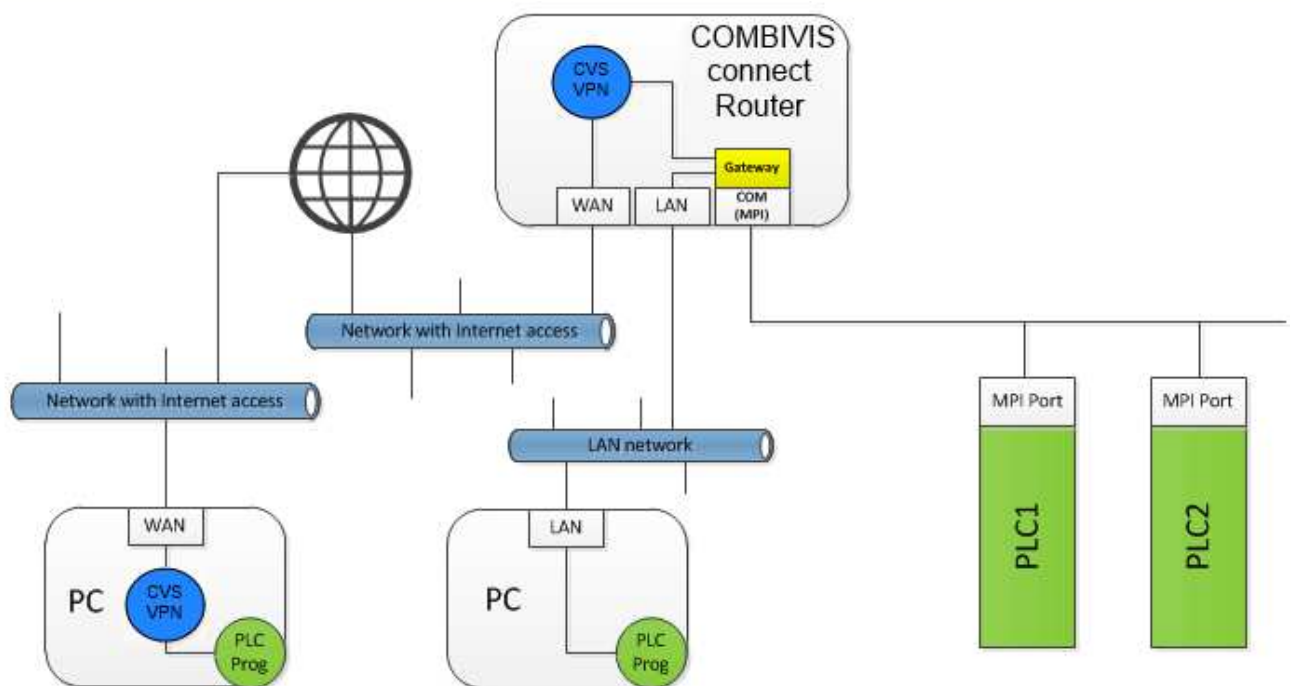 COMBIVIS
connect
Router
CVS
VPN
Gateway
WAN
LAN
COM
(MPI)
Network with Internet access
Network with Internet access
MPI Port
MPI Port
LAN network
WAN
LAN
PC
CVS
VPN
PLC
Prog
PC
PLC
Prog
PLC1
PLC2